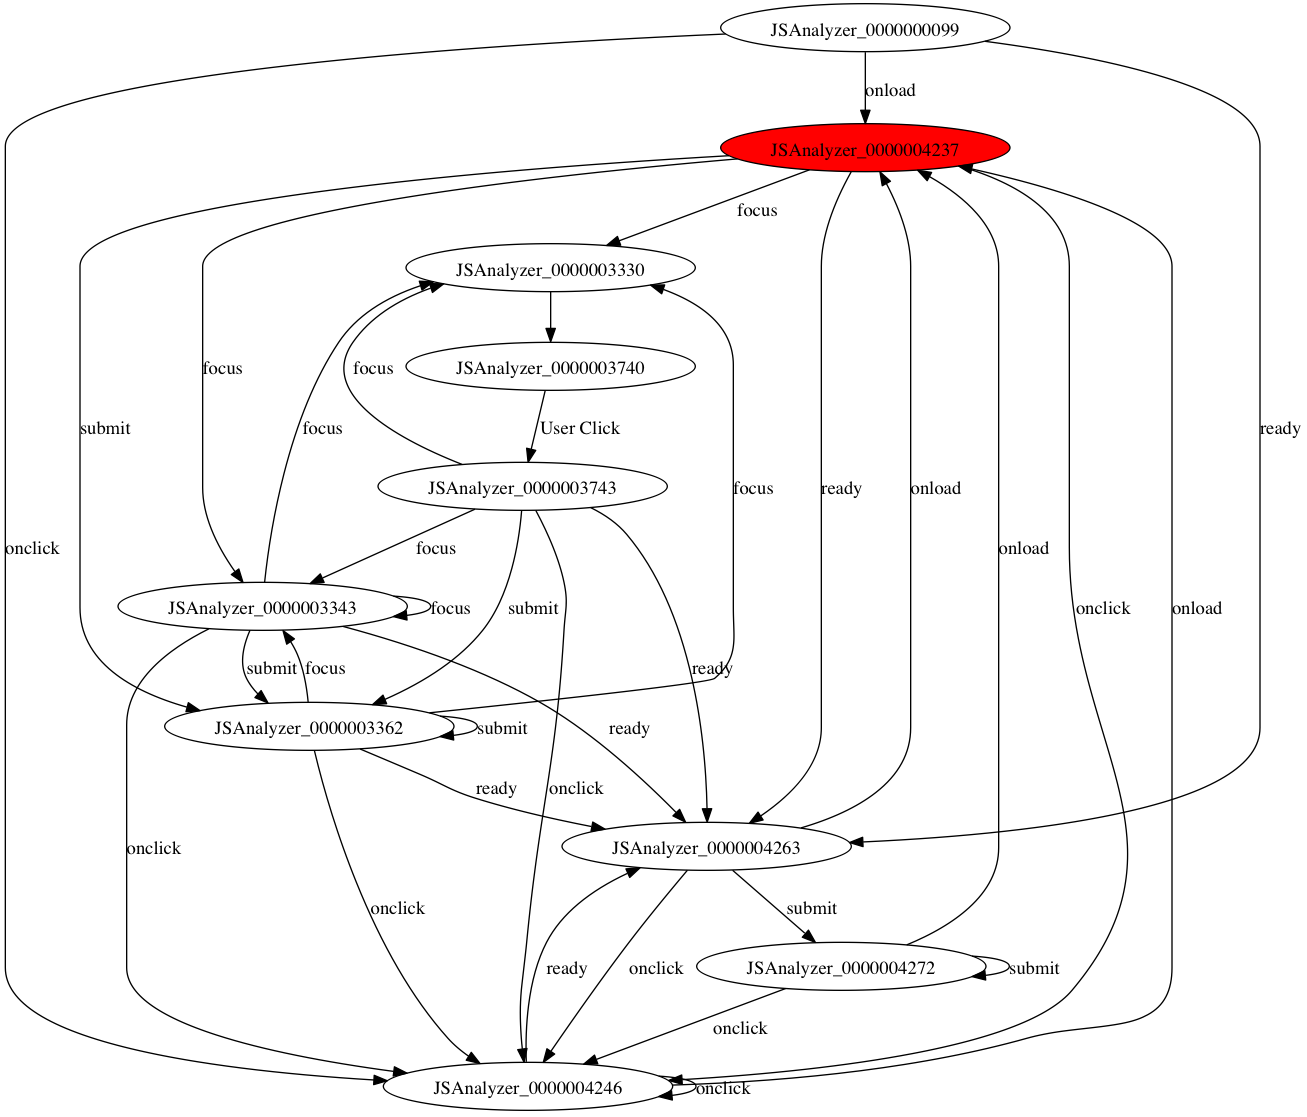 JSAnalyzer_0000000099
onload
JSAnalyzer_0000004237
focus
JSAnalyzer_0000003330
focus
focus
JSAnalyzer_0000003740
submit
focus
User Click
ready
focus
ready
onload
JSAnalyzer_0000003743
onclick
focus
onload
JSAnalyzer_0000003343
focus
submit
onclick
onload
submit
focus
ready
JSAnalyzer_0000003362
submit
ready
ready
onclick
JSAnalyzer_0000004263
onclick
onclick
submit
ready
onclick
JSAnalyzer_0000004272
submit
onclick
JSAnalyzer_0000004246
onclick